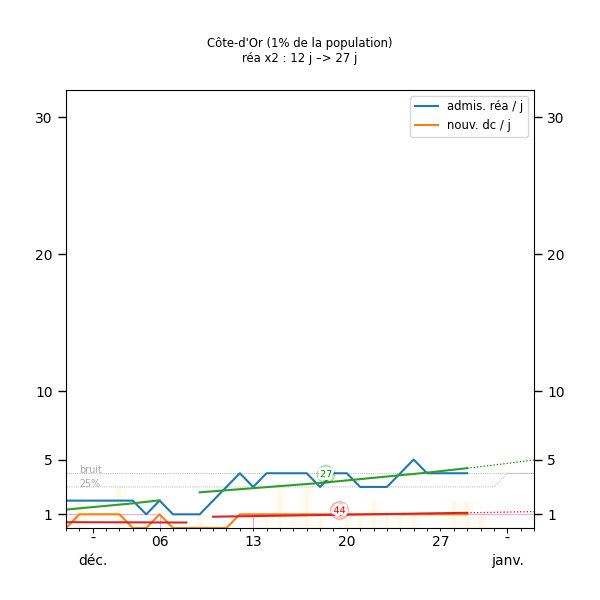 Côte-d'Or (1% de la population)
réa x2 : 12 j –> 27 j
admis. réa / j
nouv. dc / j
30
30
20
20
10
10
5
5
bruit
25%
27
44
1
1
-
06
13
20
27
-
déc.
janv.